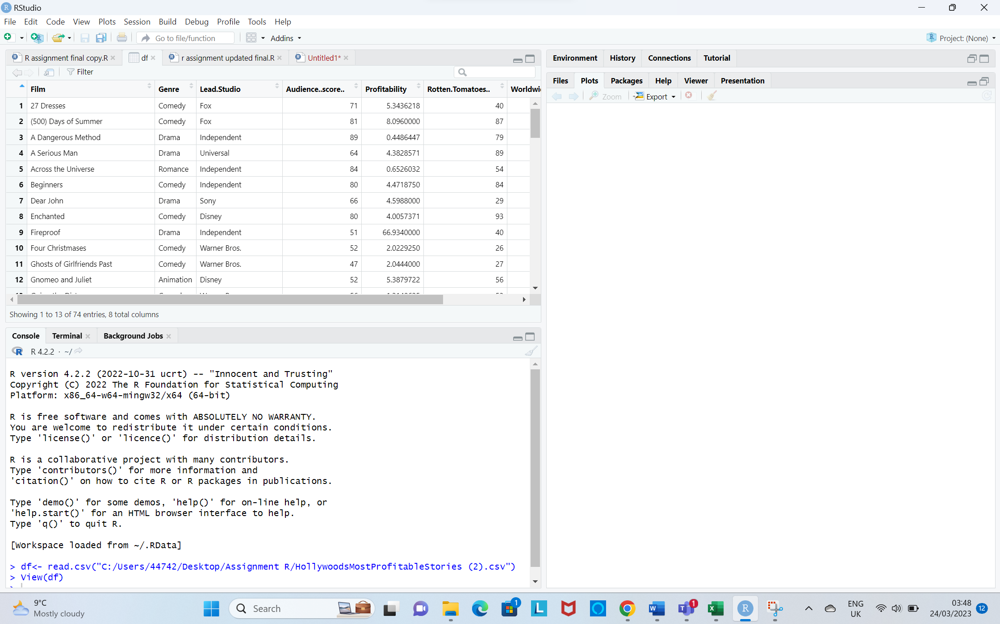 RStudio
File Edit Code View Plots Session Build Debug Profile Tools Help
Go to file/function Addins Project: (None)
R assignment final copy.R df r assignment updated final.R Untitled1*
Filter
Film Genre Lead.Studio Audience..score.. Profitability Rotten.Tomatoes.. Worldwi
1 27 Dresses Comedy Fox 71 5.3436218 40
2 (500) Days of Summer Comedy Fox 81 8.0960000 87
3 A Dangerous Method Drama Independent 89 0.4486447 79
4 A Serious Man Drama Universal 64 4.3828571 89
5 Across the Universe Romance Independent 84 0.6526032 54
6 Beginners Comedy Independent 80 4.4718750 84
7 Dear John Drama Sony 66 4.5988000 29
8 Enchanted Comedy Disney 80 4.0057371 93
9 Fireproof Drama Independent 51 66.9340000 40
10 Four Christmases Comedy Warner Bros. 52 2.0229250 26
11 Ghosts of Girlfriends Past Comedy Warner Bros. 47 2.0444000 27
12 Gnomeo and Juliet Animation Disney 52 5.3879722 56
Showing 1 to 13 of 74 entries, 8 total columns
Console Terminal Background Jobs
R 4.2.2 · ~/
R version 4.2.2 (2022-10-31 ucrt) -- "Innocent and Trusting"
Copyright (C) 2022 The R Foundation for Statistical Computing
Platform: x86_64-w64-mingw32/x64 (64-bit)
R is free software and comes with ABSOLUTELY NO WARRANTY.
You are welcome to redistribute it under certain conditions.
Type 'license()' or 'licence()' for distribution details.
R is a collaborative project with many contributors.
Type 'contributors()' for more information and
'citation()' on how to cite R or R packages in publications.
Type 'demo()' for some demos, 'help()' for on-line help, or
'help.start()' for an HTML browser interface to help.
Type 'q()' to quit R.
[Workspace loaded from ~/.RData]
> df<- read.csv("C:/Users/44742/Desktop/Assignment R/HollywoodsMostProfitableStories (2).csv")
> View(df)
Environment History Connections Tutorial
Files Plots Packages Help Viewer Presentation
Zoom Export
9°C
Mostly cloudy
Search
1
1
ENG
UK
03:48
24/03/2023
12